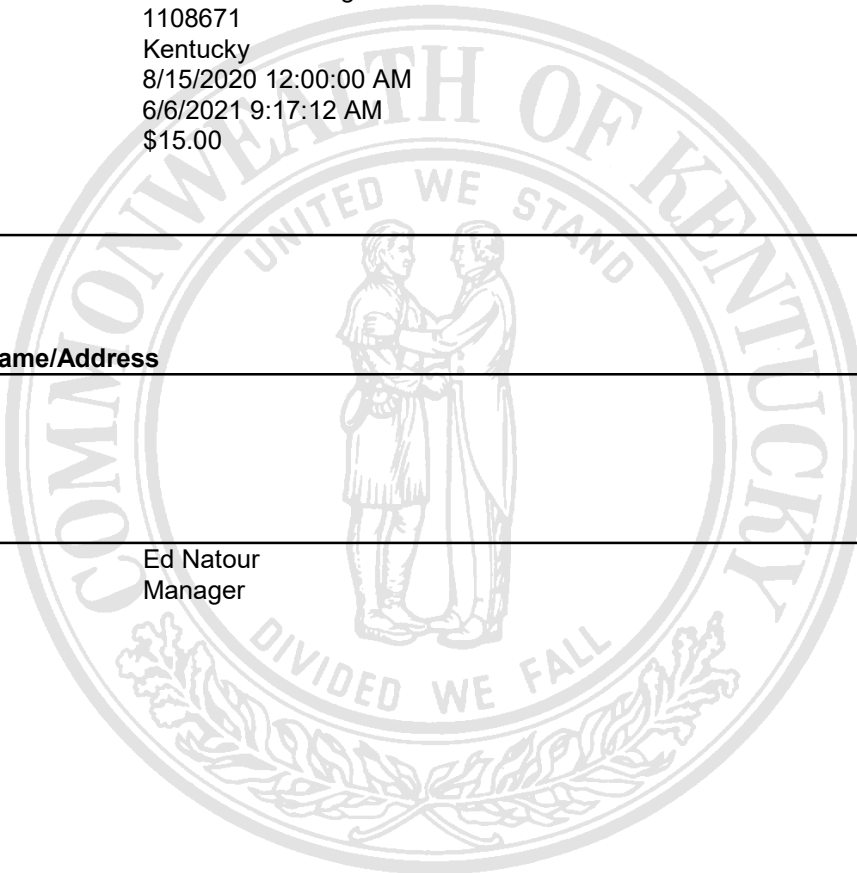 1108671
Kentucky
8/15/2020 12:00:00 AM
6/6/2021 9:17:12 AM
$15.00
COMMONWEALTH OF KENTUCKY
UNITED WE STAND
ame/Address
Ed Natour
Manager
DIVIDED WE FALL